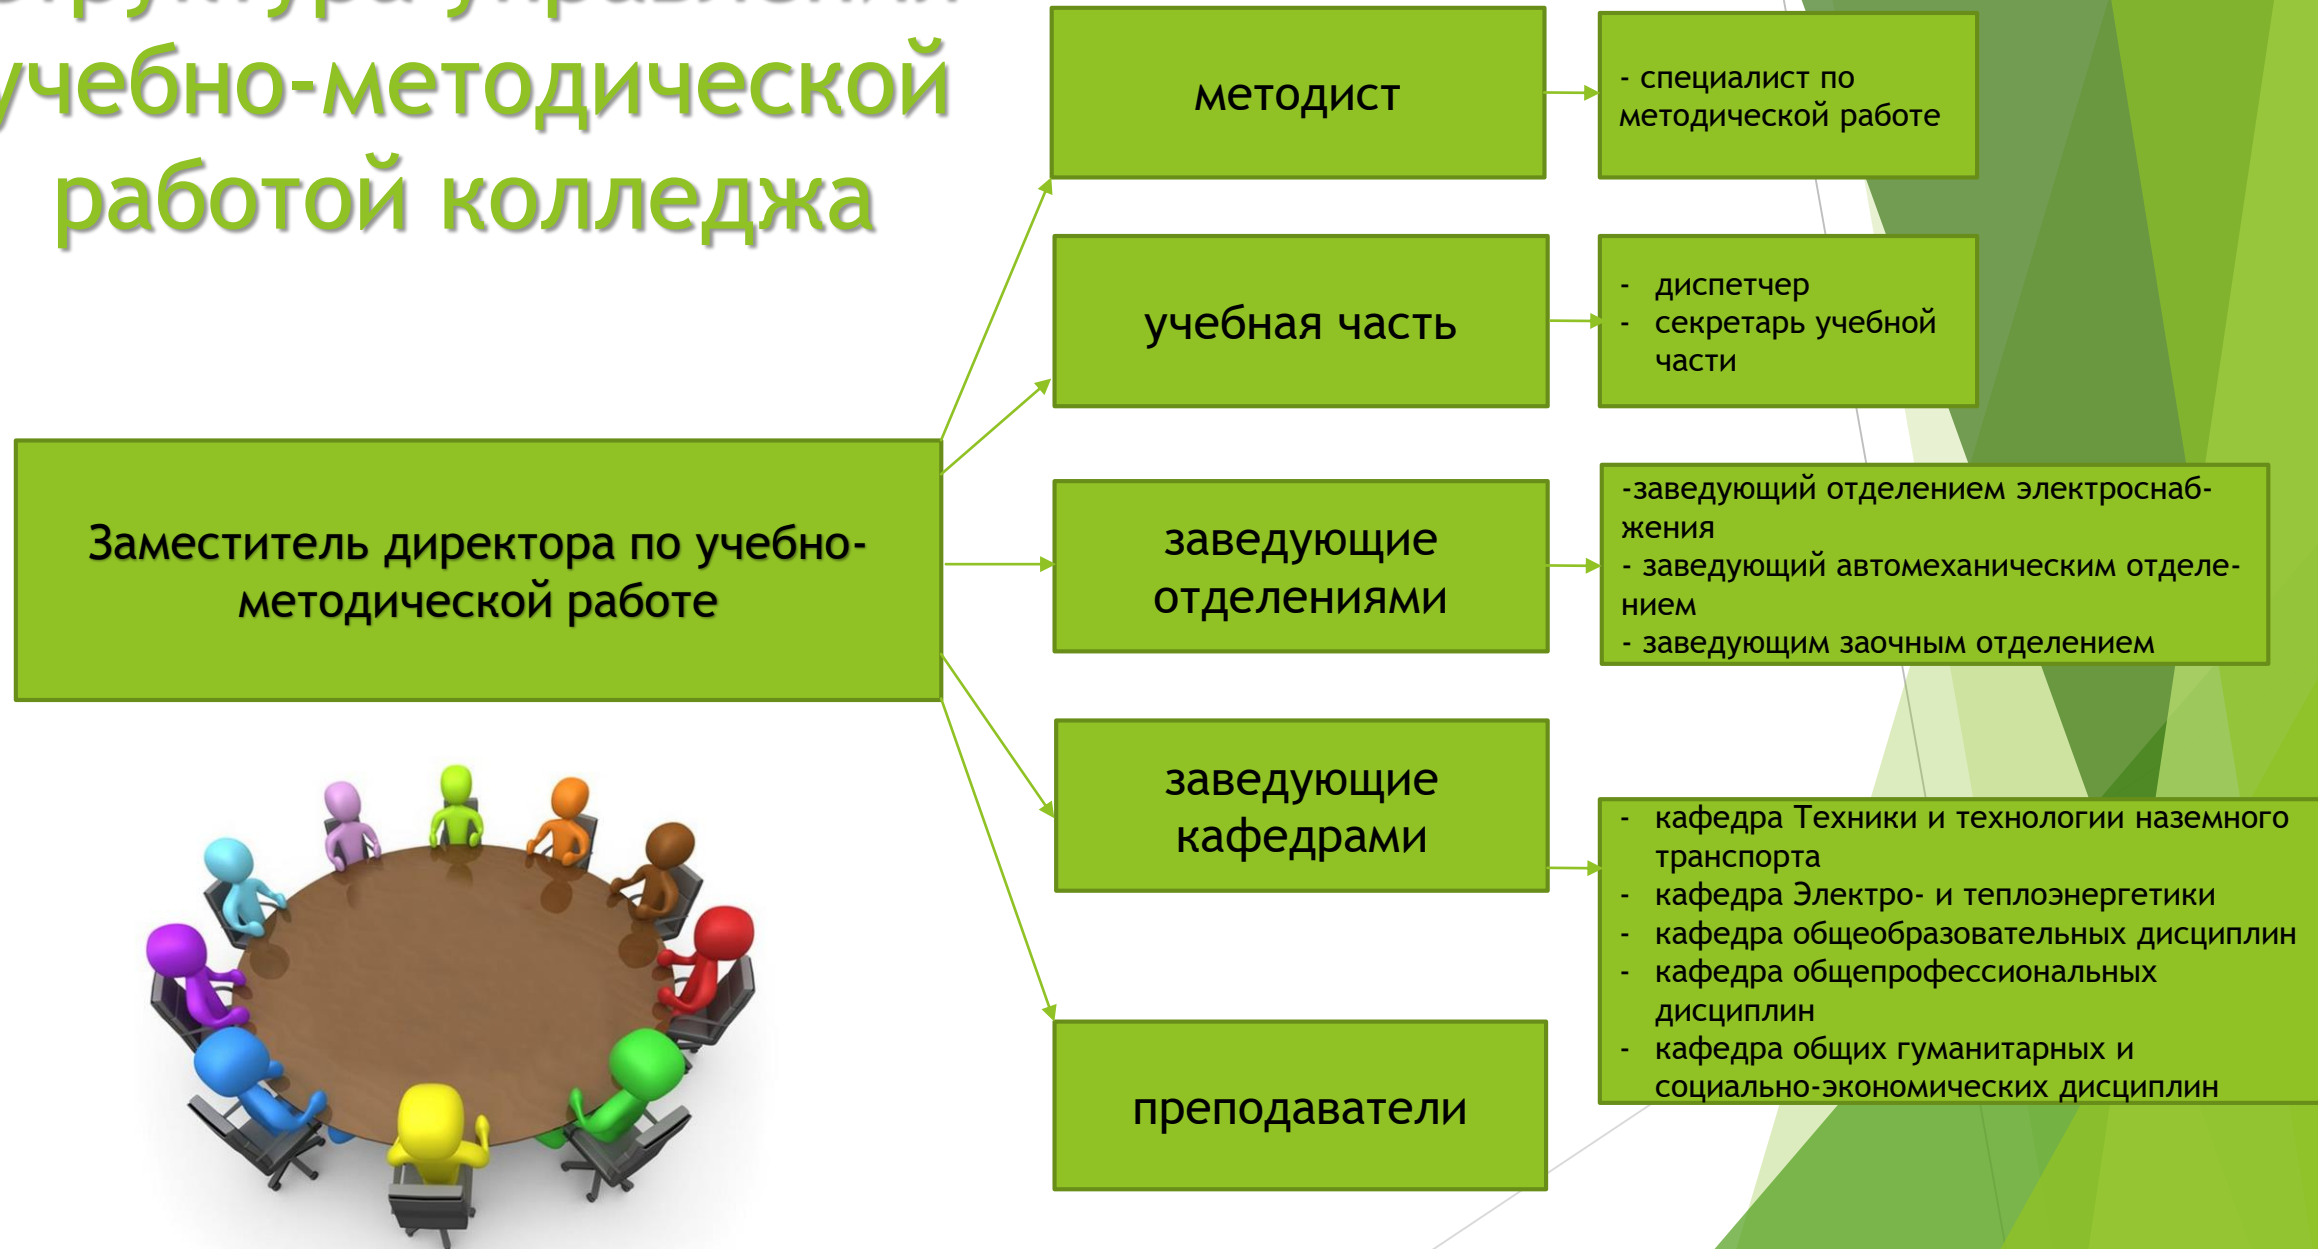 структура управления
учебно-методической
работой колледжа
методист
- специалист по
методической работе
учебная часть
- диспетчер
- секретарь учебной
части
Заместитель директора по учебно-
методической работе
заведующие
отделениями
-заведующий отделением электроснаб-
жения
- заведующий автомеханическим отделе-
нием
- заведующим заочным отделением
заведующие
кафедрами
- кафедра Техники и технологии наземного
транспорта
- кафедра Электро- и теплоэнергетики
- кафедра общеобразовательных дисциплин
- кафедра общепрофессиональных
дисциплин
- кафедра общих гуманитарных и
социально-экономических дисциплин
преподаватели